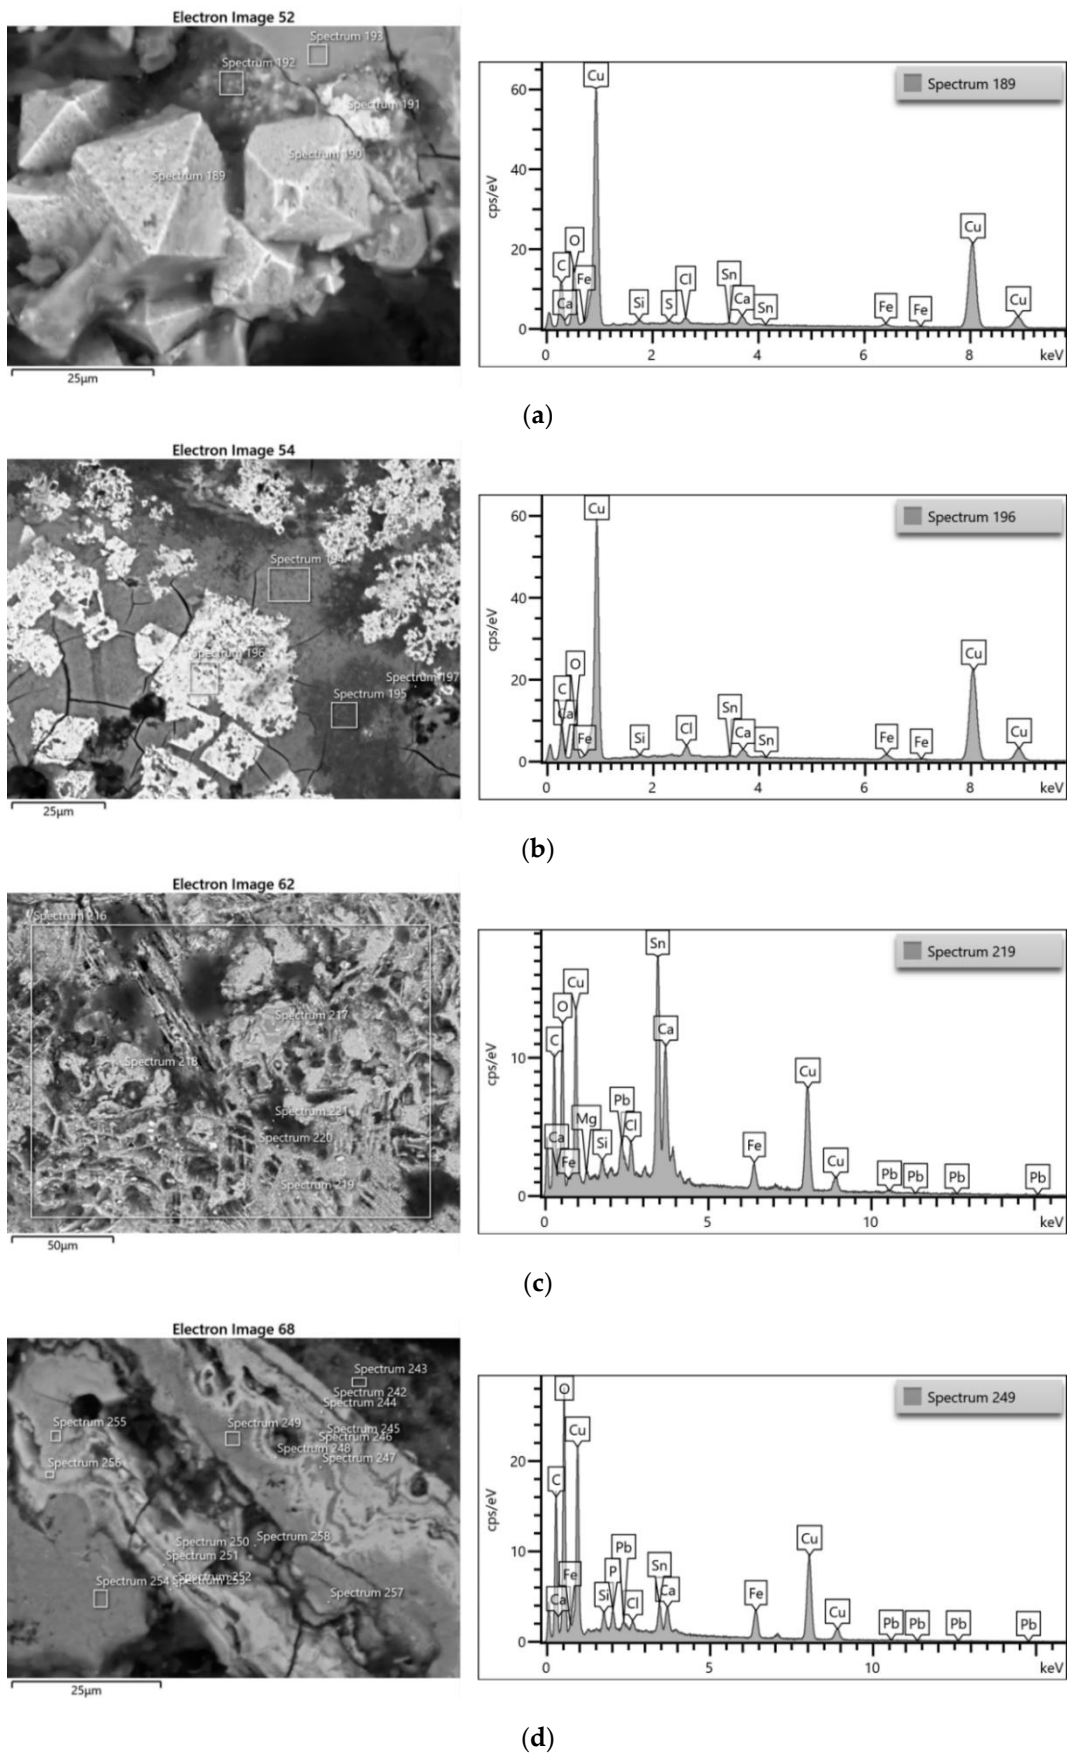 Electron Image 52
Spectrum 193
Spectrum 192
Spectrum 191
Spectrum 190
Spectrum 189
25µm
Spectrum 189
cps/eV
60
40
20
0
Cu
O
C
Fe
Ca
Si
S
Cl
Sn
Ca
Sn
Fe
Fe
Cu
Cu
0 2 4 6 8 keV
(a)
Electron Image 54
Spectrum 194
Spectrum 196
Spectrum 197
Spectrum 195
25µm
Spectrum 196
cps/eV
60
40
20
0
Cu
O
C
Ca
Fe
Si
Cl
Sn
Ca
Sn
Fe
Fe
Cu
Cu
0 2 4 6 8 keV
(b)
Electron Image 62
Spectrum 216
Spectrum 217
Spectrum 218
Spectrum 221
Spectrum 220
Spectrum 219
50µm
Spectrum 219
cps/eV
10
0
Sn
Cu
O
C
Ca
Pb
Mg
Cl
Ca
Fe
Si
Fe
Cu
Cu
Pb
Pb
Pb
Pb
0 5 10 keV
(c)
Electron Image 68
Spectrum 243
Spectrum 242
Spectrum 244
Spectrum 255
Spectrum 249
Spectrum 245
Spectrum 246
Spectrum 248
Spectrum 247
Spectrum 256
Spectrum 258
Spectrum 250
Spectrum 251
Spectrum 252
Spectrum 254
Spectrum 253
Spectrum 257
25µm
Spectrum 249
cps/eV
20
10
0
O
Cu
C
Pb
Sn
Fe
P
Ca
Si
Cl
Ca
Fe
Cu
Cu
Pb
Pb
Pb
Pb
0 5 10 keV
(d)